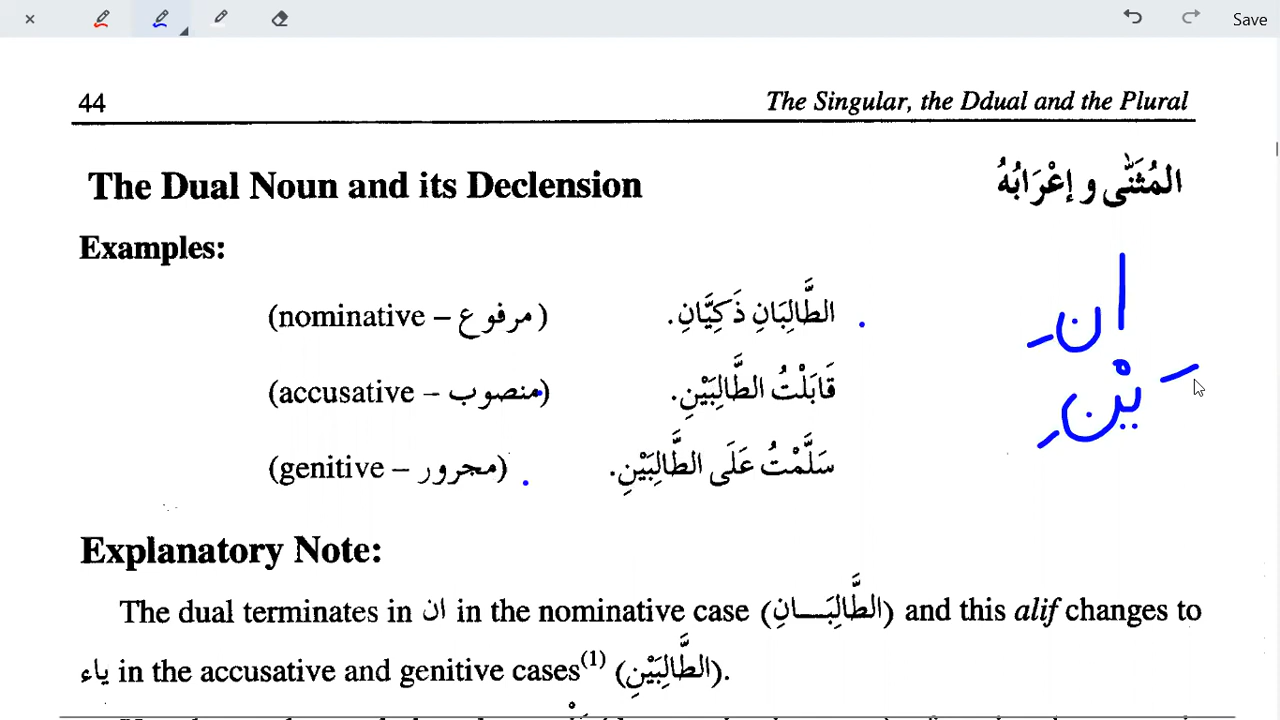 Save
44 The Singular, the Ddual and the Plural
The Dual Noun and its Declension المُثَنَّى و إعْرَابُهُ
Examples:
(nominative – مرفوع) الطَّالِبَانِ ذَكِيَّانِ.
(accusative – منصوب) قَابَلْتُ الطَّالِبَيْنِ.
(genitive – مجرور) سَلَّمْتُ عَلَى الطَّالِبَيْنِ.
انِ
َيْنِ
Explanatory Note:
The dual terminates in ان in the nominative case (الطَّالِبَـــانِ) and this alif changes to
ياء in the accusative and genitive cases(1) (الطَّالِبَيْنِ).